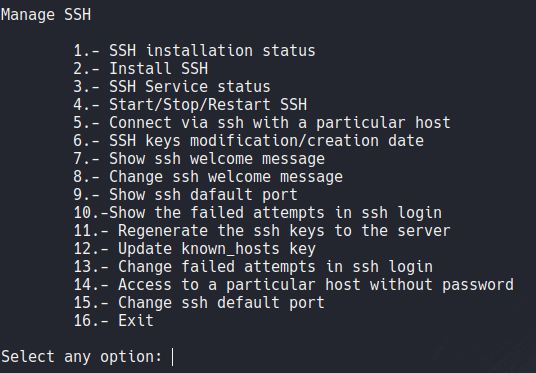 Manage SSH
1.- SSH installation status
2.- Install SSH
3.- SSH Service status
4.- Start/Stop/Restart SSH
5.- Connect via ssh with a particular host
6.- SSH keys modification/creation date
7.- Show ssh welcome message
8.- Change ssh welcome message
9.- Show ssh dafault port
10.-Show the failed attempts in ssh login
11.- Regenerate the ssh keys to the server
12.- Update known_hosts key
13.- Change failed attempts in ssh login
14.- Access to a particular host without password
15.- Change ssh default port
16.- Exit
Select any option: